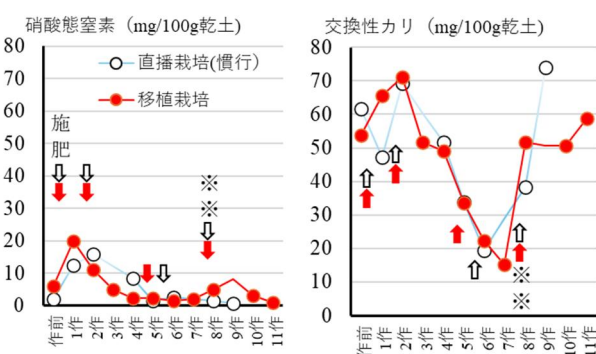 硝酸態窒素(mg/100g乾土)
80
70
60
50
40
30
20
10
0
直播栽培(慣行)
移植栽培
施
肥
※
※
作前
1作
2作
3作
4作
5作
6作
7作
8作
9作
10作
11作
交換性カリ(mg/100g乾土)
80
70
60
50
40
30
20
10
0
※
※
作前
1作
2作
3作
4作
5作
6作
7作
8作
9作
10作
11作